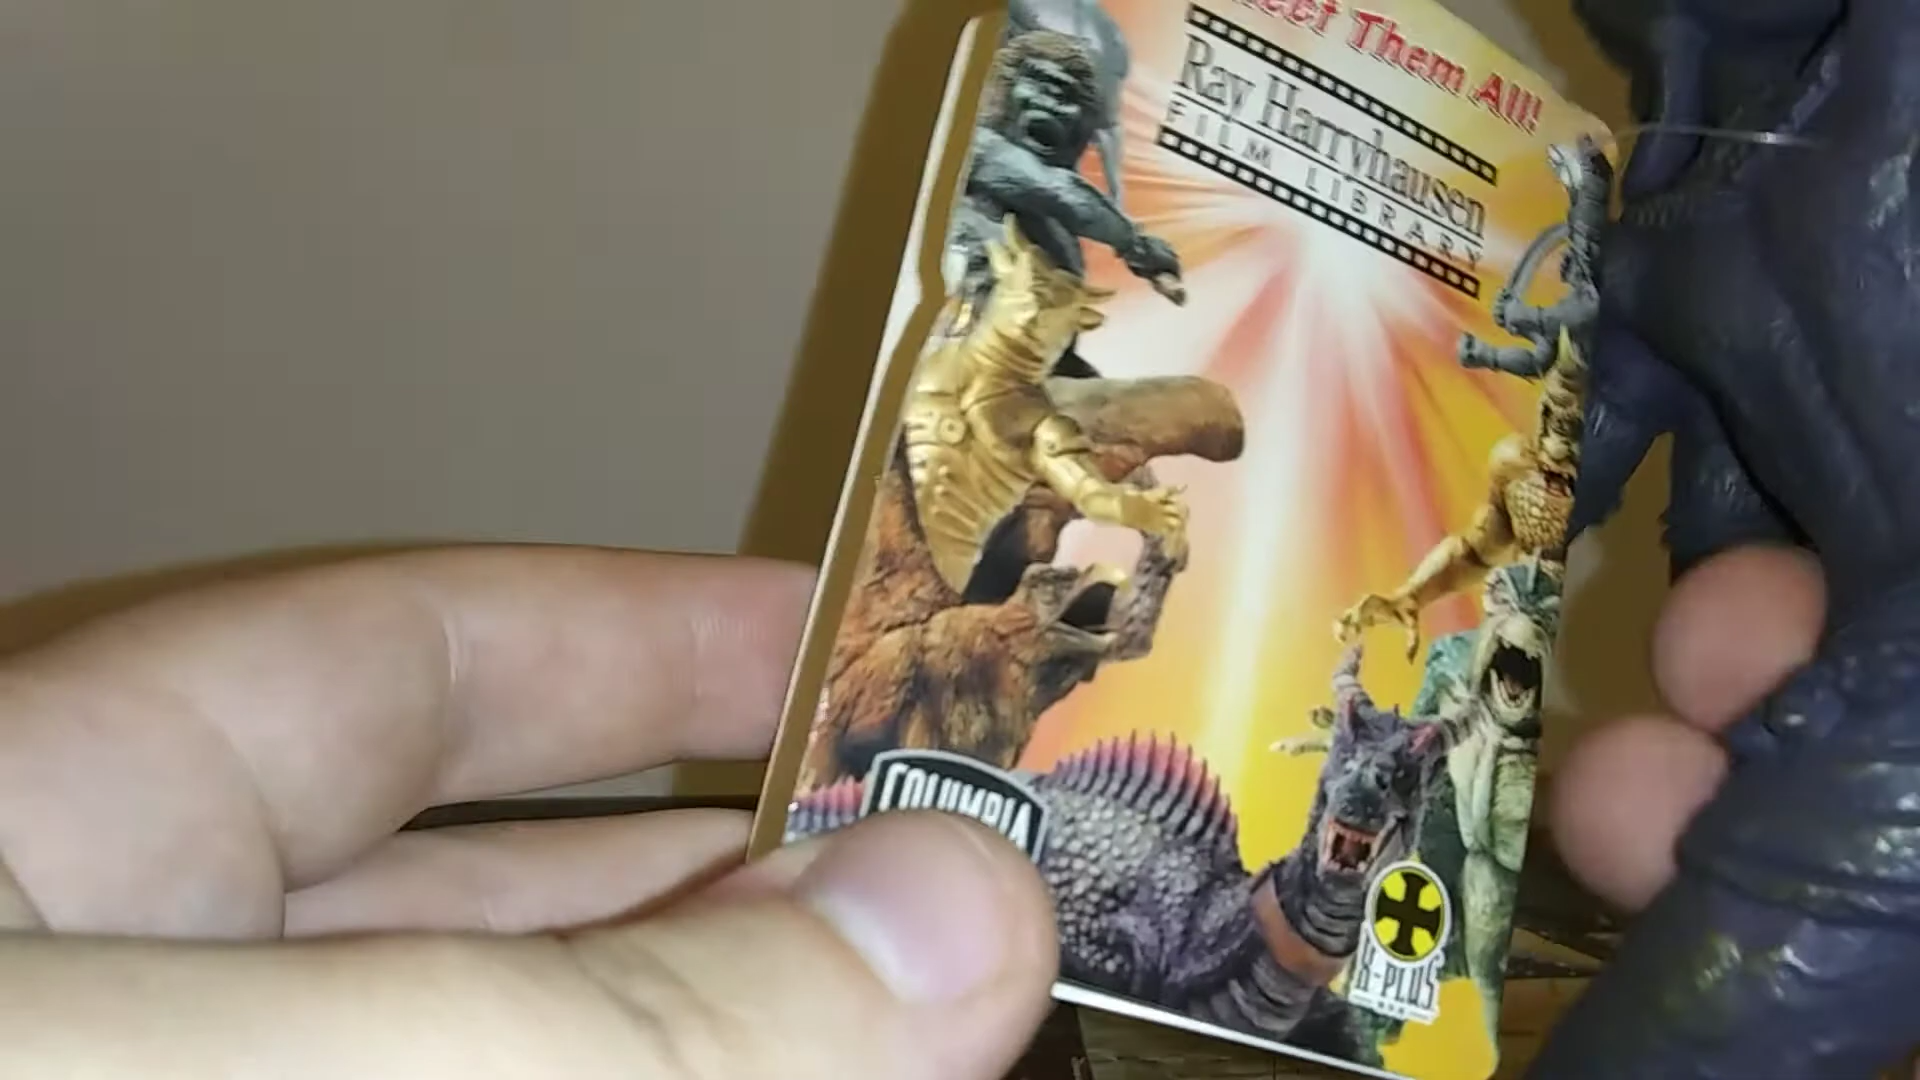 Them All!
Ray Harryhausen
FILM LIBRARY
COLUMBIA
X-PLUS